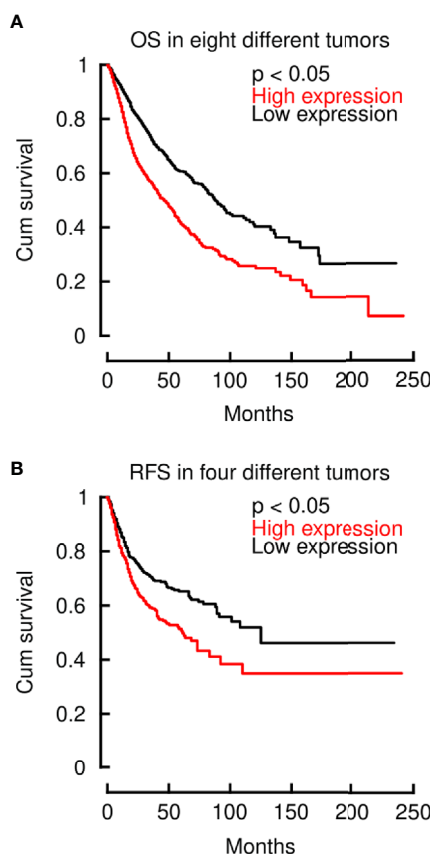 A
OS in eight different tumors
p < 0.05
High expression
Low expression
1
0.8
0.6
0.4
0.2
0
Cum survival
0 50 100 150 200 250
Months
B
RFS in four different tumors
p < 0.05
High expression
Low expression
1
0.8
0.6
0.4
0.2
0
Cum survival
0 50 100 150 200 250
Months